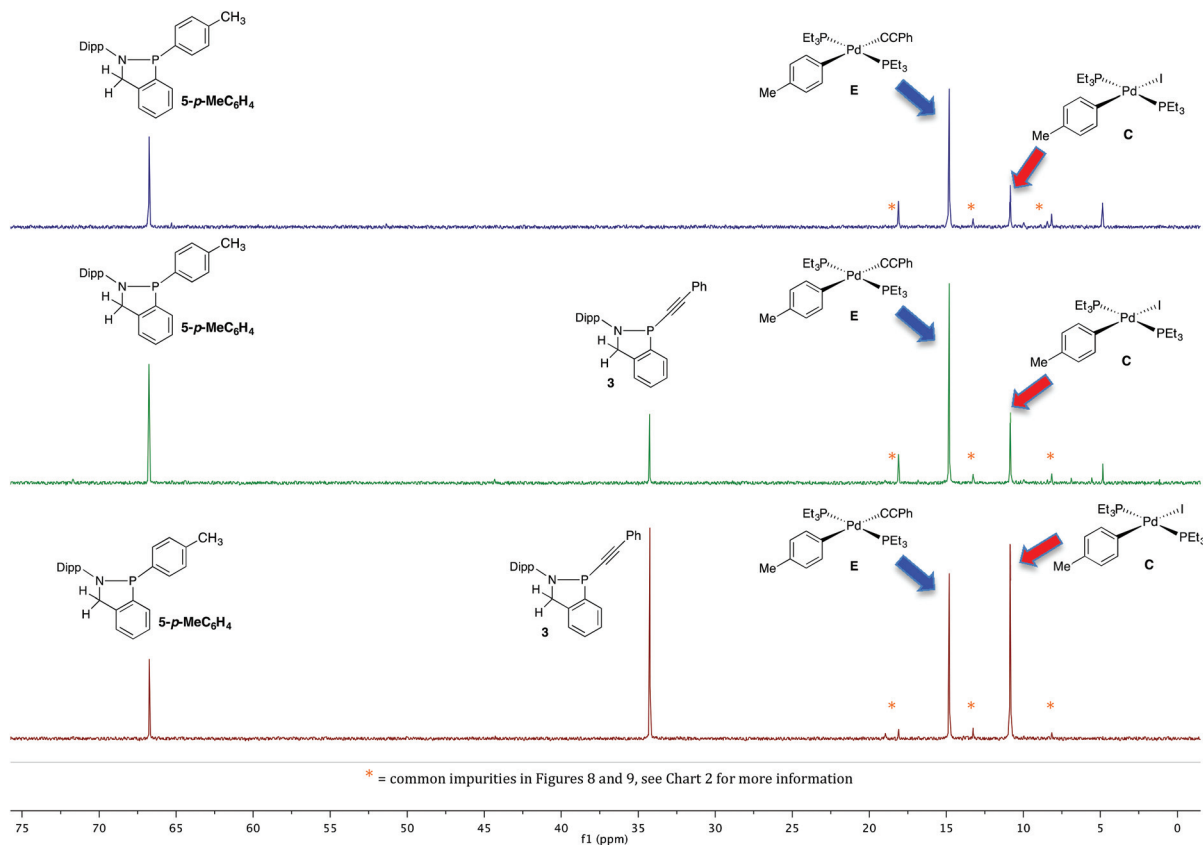 CH₃
Dipp
N
P
H
H
5-p-MeC₆H₄
Et₃P
CCPh
Pd
PEt₃
Me
E
Et₃P
I
Pd
PEt₃
Me
C
*
*
*
CH₃
Dipp
N
P
H
H
5-p-MeC₆H₄
Ph
Dipp
N
P
H
H
3
Et₃P
CCPh
Pd
PEt₃
Me
E
Et₃P
I
Pd
PEt₃
Me
C
*
*
*
CH₃
Dipp
N
P
H
H
5-p-MeC₆H₄
Ph
Dipp
N
P
H
H
3
Et₃P
CCPh
Pd
PEt₃
Me
E
Et₃P
I
Pd
PEt₃
Me
C
*
*
*
* = common impurities in Figures 8 and 9, see Chart 2 for more information
75 70 65 60 55 50 45 40 35 30 25 20 15 10 5 0
f1 (ppm)